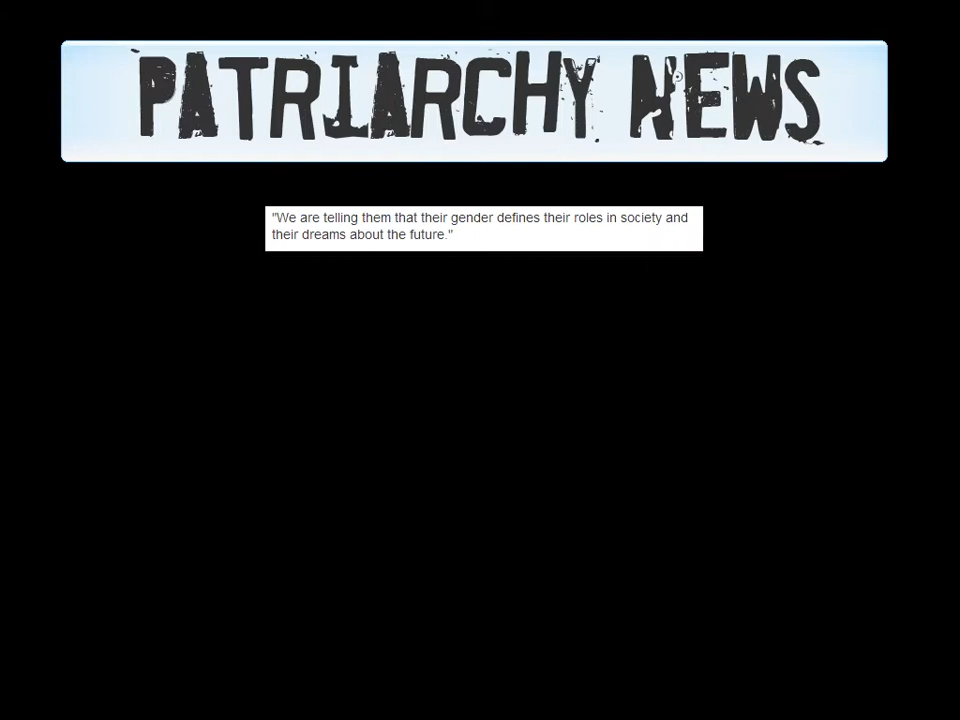 PATRIARCHY NEWS
"We are telling them that their gender defines their roles in society and
their dreams about the future."